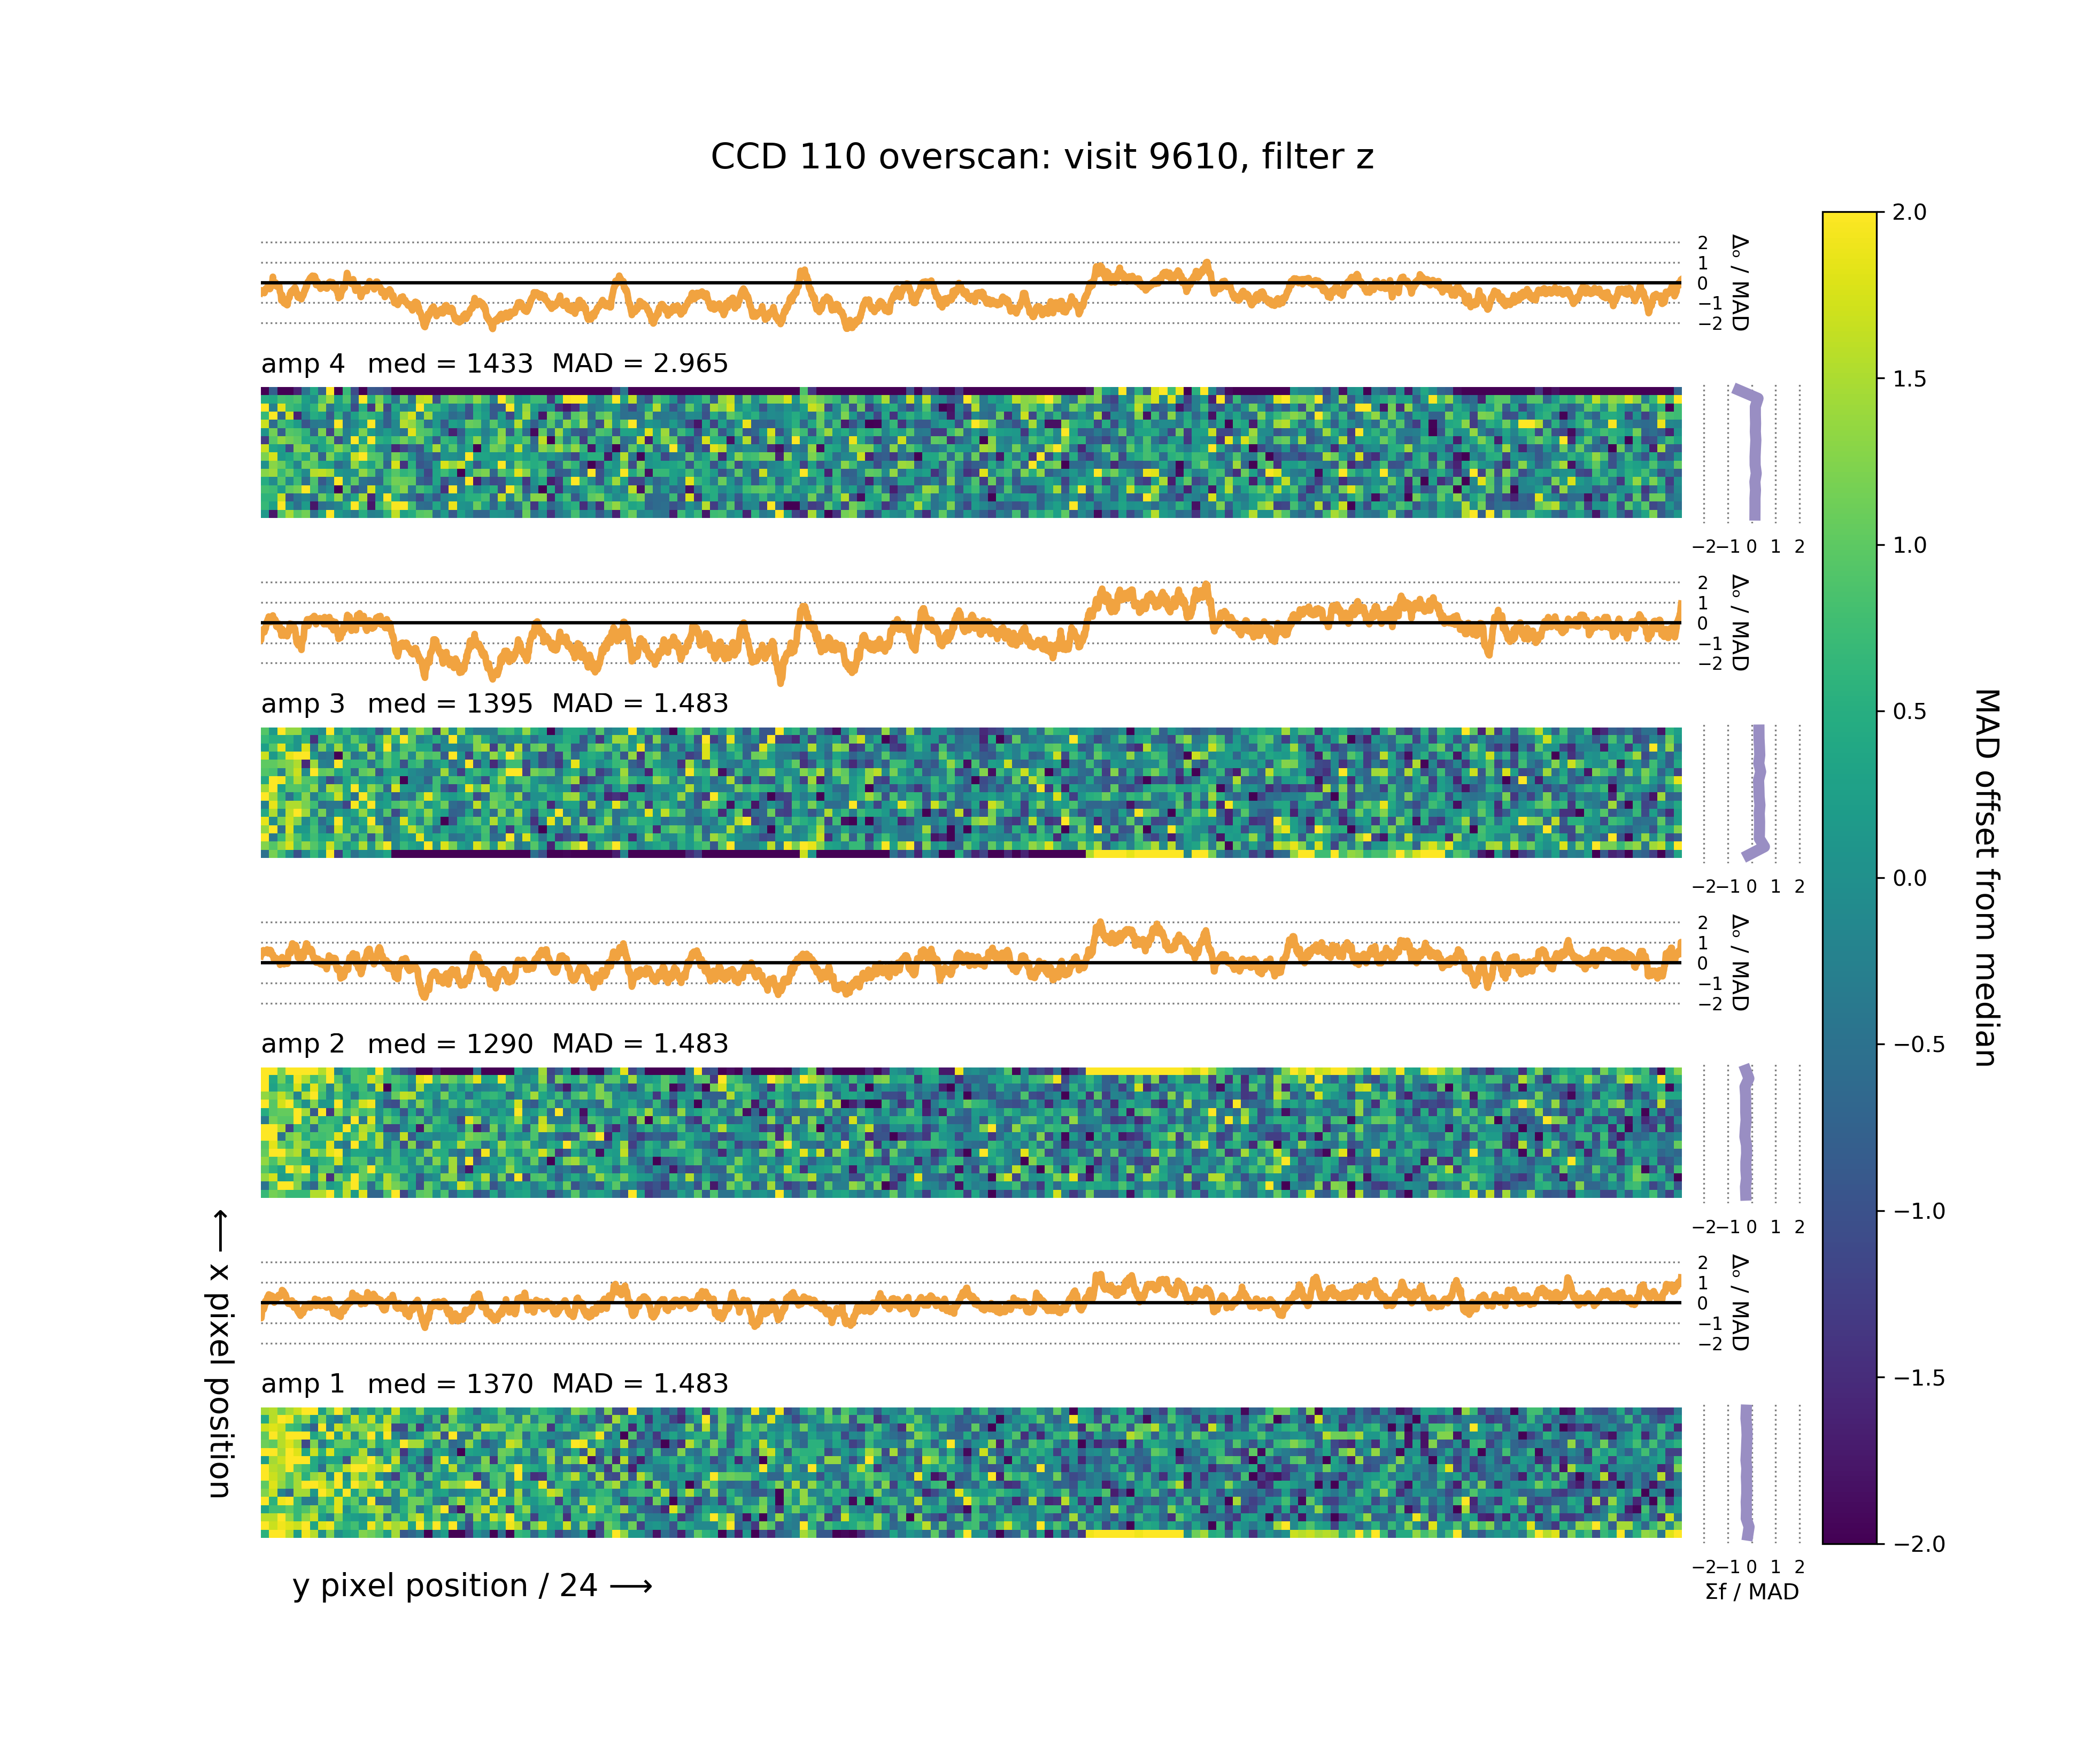 CCD 110 overscan: visit 9610, filter z
2
1
0
−1
−2
Δₒ / MAD
amp 4 med = 1433 MAD = 2.965
−2 −1 0 1 2
2
1
0
−1
−2
Δₒ / MAD
amp 3 med = 1395 MAD = 1.483
−2 −1 0 1 2
2
1
0
−1
−2
Δₒ / MAD
amp 2 med = 1290 MAD = 1.483
−2 −1 0 1 2
2
1
0
−1
−2
Δₒ / MAD
amp 1 med = 1370 MAD = 1.483
−2 −1 0 1 2
Σf / MAD
y pixel position / 24 ⟶
⟵ x pixel position
2.0
1.5
1.0
0.5
0.0
−0.5
−1.0
−1.5
−2.0
MAD offset from median